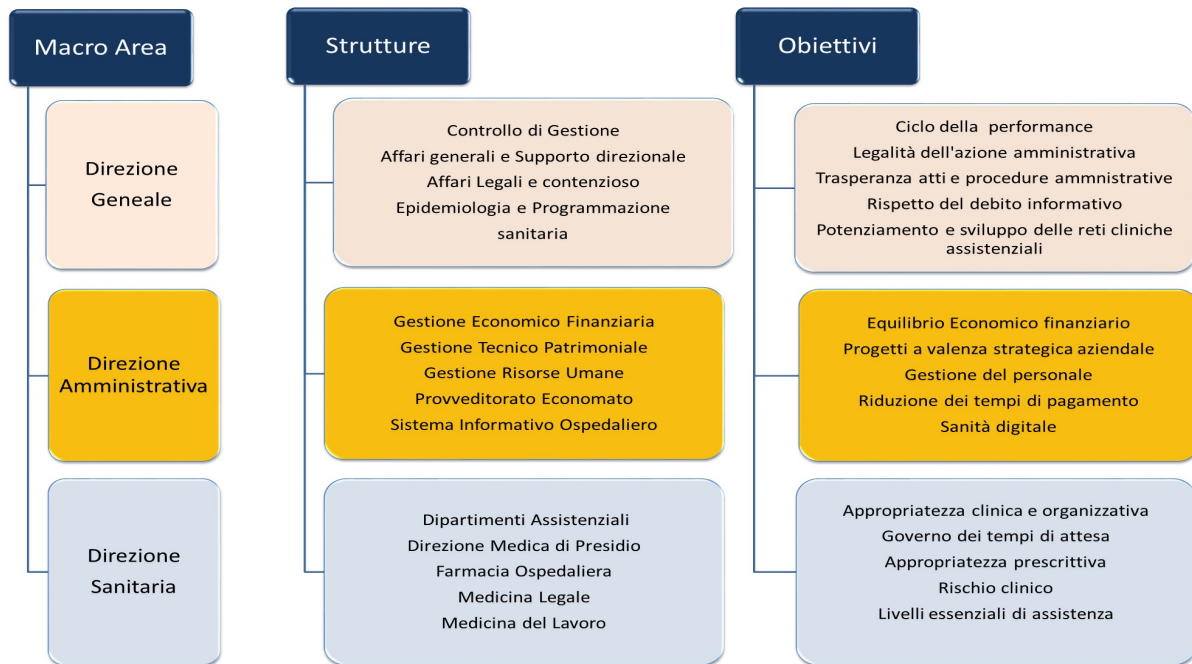 Macro Area
Strutture
Obiettivi
Direzione
Geneale
Controllo di Gestione
Affari generali e Supporto direzionale
Affari Legali e contenzioso
Epidemiologia e Programmazione
sanitaria
Ciclo della performance
Legalità dell'azione amministrativa
Trasperanza atti e procedure ammnistrative
Rispetto del debito informativo
Potenziamento e sviluppo delle reti cliniche
assistenziali
Direzione
Amministrativa
Gestione Economico Finanziaria
Gestione Tecnico Patrimoniale
Gestione Risorse Umane
Provveditorato Economato
Sistema Informativo Ospedaliero
Equilibrio Economico finanziario
Progetti a valenza strategica aziendale
Gestione del personale
Riduzione dei tempi di pagamento
Sanità digitale
Direzione
Sanitaria
Dipartimenti Assistenziali
Direzione Medica di Presidio
Farmacia Ospedaliera
Medicina Legale
Medicina del Lavoro
Appropriatezza clinica e organizzativa
Governo dei tempi di attesa
Appropriatezza prescrittiva
Rischio clinico
Livelli essenziali di assistenza